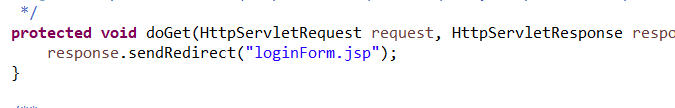 */
protected void doGet(HttpServletRequest request, HttpServletResponse respo
response.sendRedirect("loginForm.jsp");
}
/**